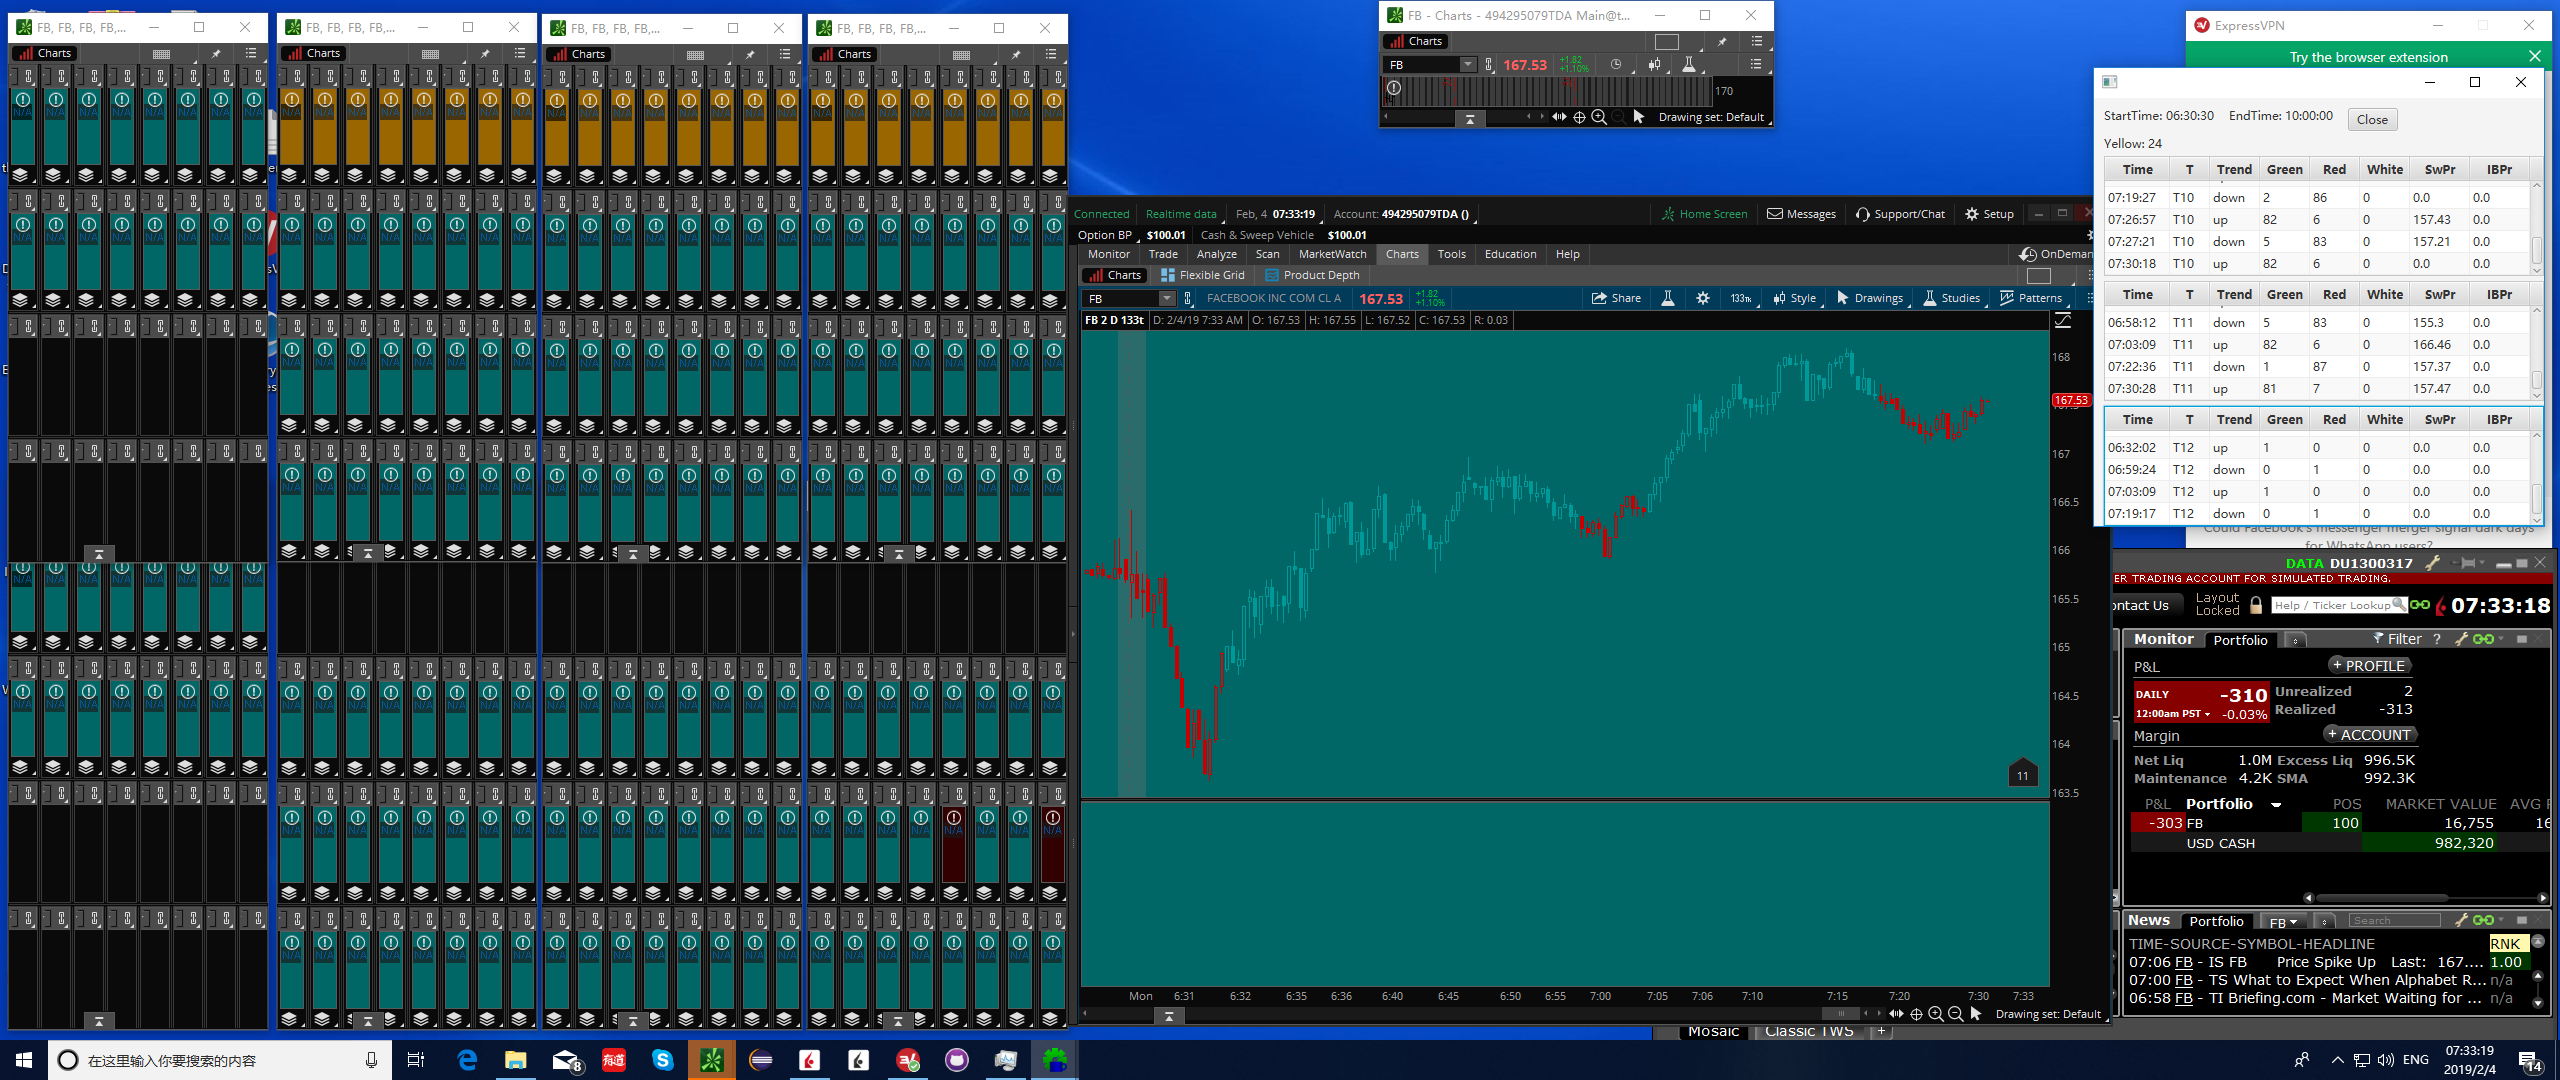 FB, FB, FB, FB,...
Charts
FB, FB, FB, FB,...
Charts
FB, FB, FB, FB,...
Charts
FB, FB, FB, FB,...
Charts
N/A
FB - Charts - 494295079TDA Main@t...
Charts
FB 167.53 +1.82 +1.10%
170
Drawing set: Default
ExpressVPN
Try the browser extension
StartTime: 06:30:30 EndTime: 10:00:00 Close
Yellow: 24
Time T Trend Green Red White SwPr IBPr
07:19:27 T10 down 2 86 0 0.0 0.0
07:26:57 T10 up 82 6 0 157.43 0.0
07:27:21 T10 down 5 83 0 157.21 0.0
07:30:18 T10 up 82 6 0 0.0 0.0
Time T Trend Green Red White SwPr IBPr
06:58:12 T11 down 5 83 0 155.3 0.0
07:03:09 T11 up 82 6 0 166.46 0.0
07:22:36 T11 down 1 87 0 157.37 0.0
07:30:28 T11 up 81 7 0 157.47 0.0
Time T Trend Green Red White SwPr IBPr
06:32:02 T12 up 1 0 0 0.0 0.0
06:59:24 T12 down 0 1 0 0.0 0.0
07:03:09 T12 up 1 0 0 0.0 0.0
07:19:17 T12 down 0 1 0 0.0 0.0
Could Facebook's messenger merger signal dark days
for WhatsApp users?
Connected Realtime data Feb, 4 07:33:19 Account: 494295079TDA () Home Screen Messages Support/Chat Setup
Option BP $100.01 Cash & Sweep Vehicle $100.01
Monitor Trade Analyze Scan MarketWatch Charts Tools Education Help OnDeman
Charts Flexible Grid Product Depth
FB FACEBOOK INC COM CL A 167.53 +1.82 +1.10% Share 133tk Style Drawings Studies Patterns
FB 2 D 133t D: 2/4/19 7:33 AM O: 167.53 H: 167.55 L: 167.52 C: 167.53 R: 0.03
168
167.53
167
166.5
166
165.5
165
164.5
164
163.5
11
Mon 6:31 6:32 6:35 6:36 6:40 6:45 6:50 6:55 7:00 7:05 7:06 7:10 7:15 7:20 7:30 7:33
Drawing set: Default
DATA DU1300317
ER TRADING ACCOUNT FOR SIMULATED TRADING.
ontact Us Layout Locked Help / Ticker Lookup 07:33:18
Monitor Portfolio Filter ?
P&L + PROFILE
DAILY -310 Unrealized 2
12:00am PST -0.03% Realized -313
Margin + ACCOUNT
Net Liq 1.0M Excess Liq 996.5K
Maintenance 4.2K SMA 992.3K
P&L Portfolio POS MARKET VALUE AVG
-303 FB 100 16,755 16
USD CASH 982,320
News Portfolio FB Search
TIME-SOURCE-SYMBOL-HEADLINE RNK
07:06 FB - IS FB Price Spike Up Last: 167.... 1.00
07:00 FB - TS What to Expect When Alphabet R... n/a
06:58 FB - TI Briefing.com - Market Waiting for ... n/a
Mosaic Classic TWS +
在这里输入你要搜索的内容
8
有道
ENG
07:33:19
2019/2/4
14